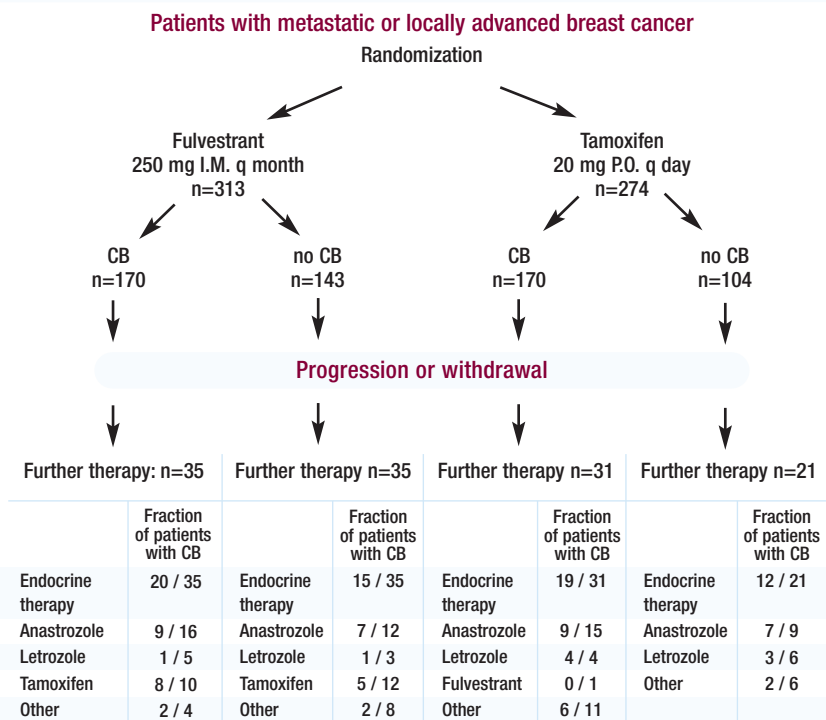 Patients with metastatic or locally advanced breast cancer
Randomization
Fulvestrant
250 mg I.M. q month
n=313
Tamoxifen
20 mg P.O. q day
n=274
CB
n=170
no CB
n=143
CB
n=170
no CB
n=104
Progression or withdrawal
Further therapy: n=35
Further therapy n=35
Further therapy n=31
Further therapy n=21
Fraction
of patients
with CB
Fraction
of patients
with CB
Fraction
of patients
with CB
Fraction
of patients
with CB
Endocrine 20 / 35 Endocrine 15 / 35 Endocrine 19 / 31 Endocrine 12 / 21
therapy therapy therapy therapy
Anastrozole 9 / 16 Anastrozole 7 / 12 Anastrozole 9 / 15 Anastrozole 7 / 9
Letrozole 1 / 5 Letrozole 1 / 3 Letrozole 4 / 4 Letrozole 3 / 6
Tamoxifen 8 / 10 Tamoxifen 5 / 12 Fulvestrant 0 / 1 Other 2 / 6
Other 2 / 4 Other 2 / 8 Other 6 / 11